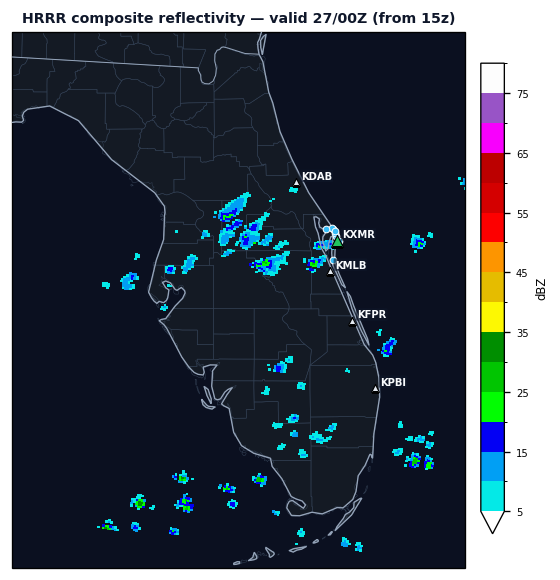 HRRR composite reflectivity — valid 27/00Z (from 15z)
KDAB
KXMR
KMLB
KFPR
KPBI
75
65
55
45
35
25
15
5
dBZ